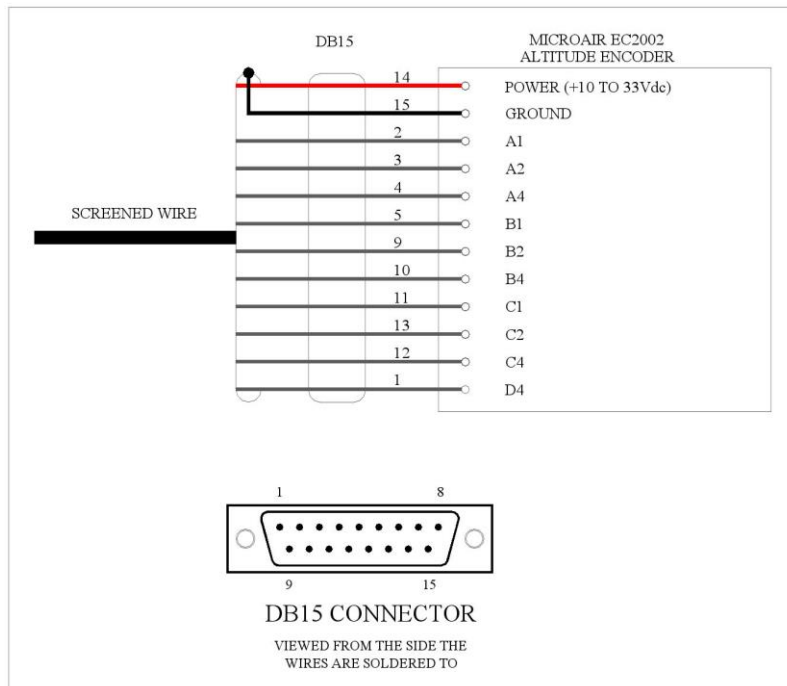 DB15
MICROAIR EC2002
ALTITUDE ENCODER
14
POWER (+10 TO 33Vdc)
15
GROUND
2
A1
3
A2
4
A4
SCREENED WIRE
5
B1
9
B2
10
B4
11
C1
13
C2
12
C4
1
D4
1
8
9
15
DB15 CONNECTOR
VIEWED FROM THE SIDE THE
WIRES ARE SOLDERED TO